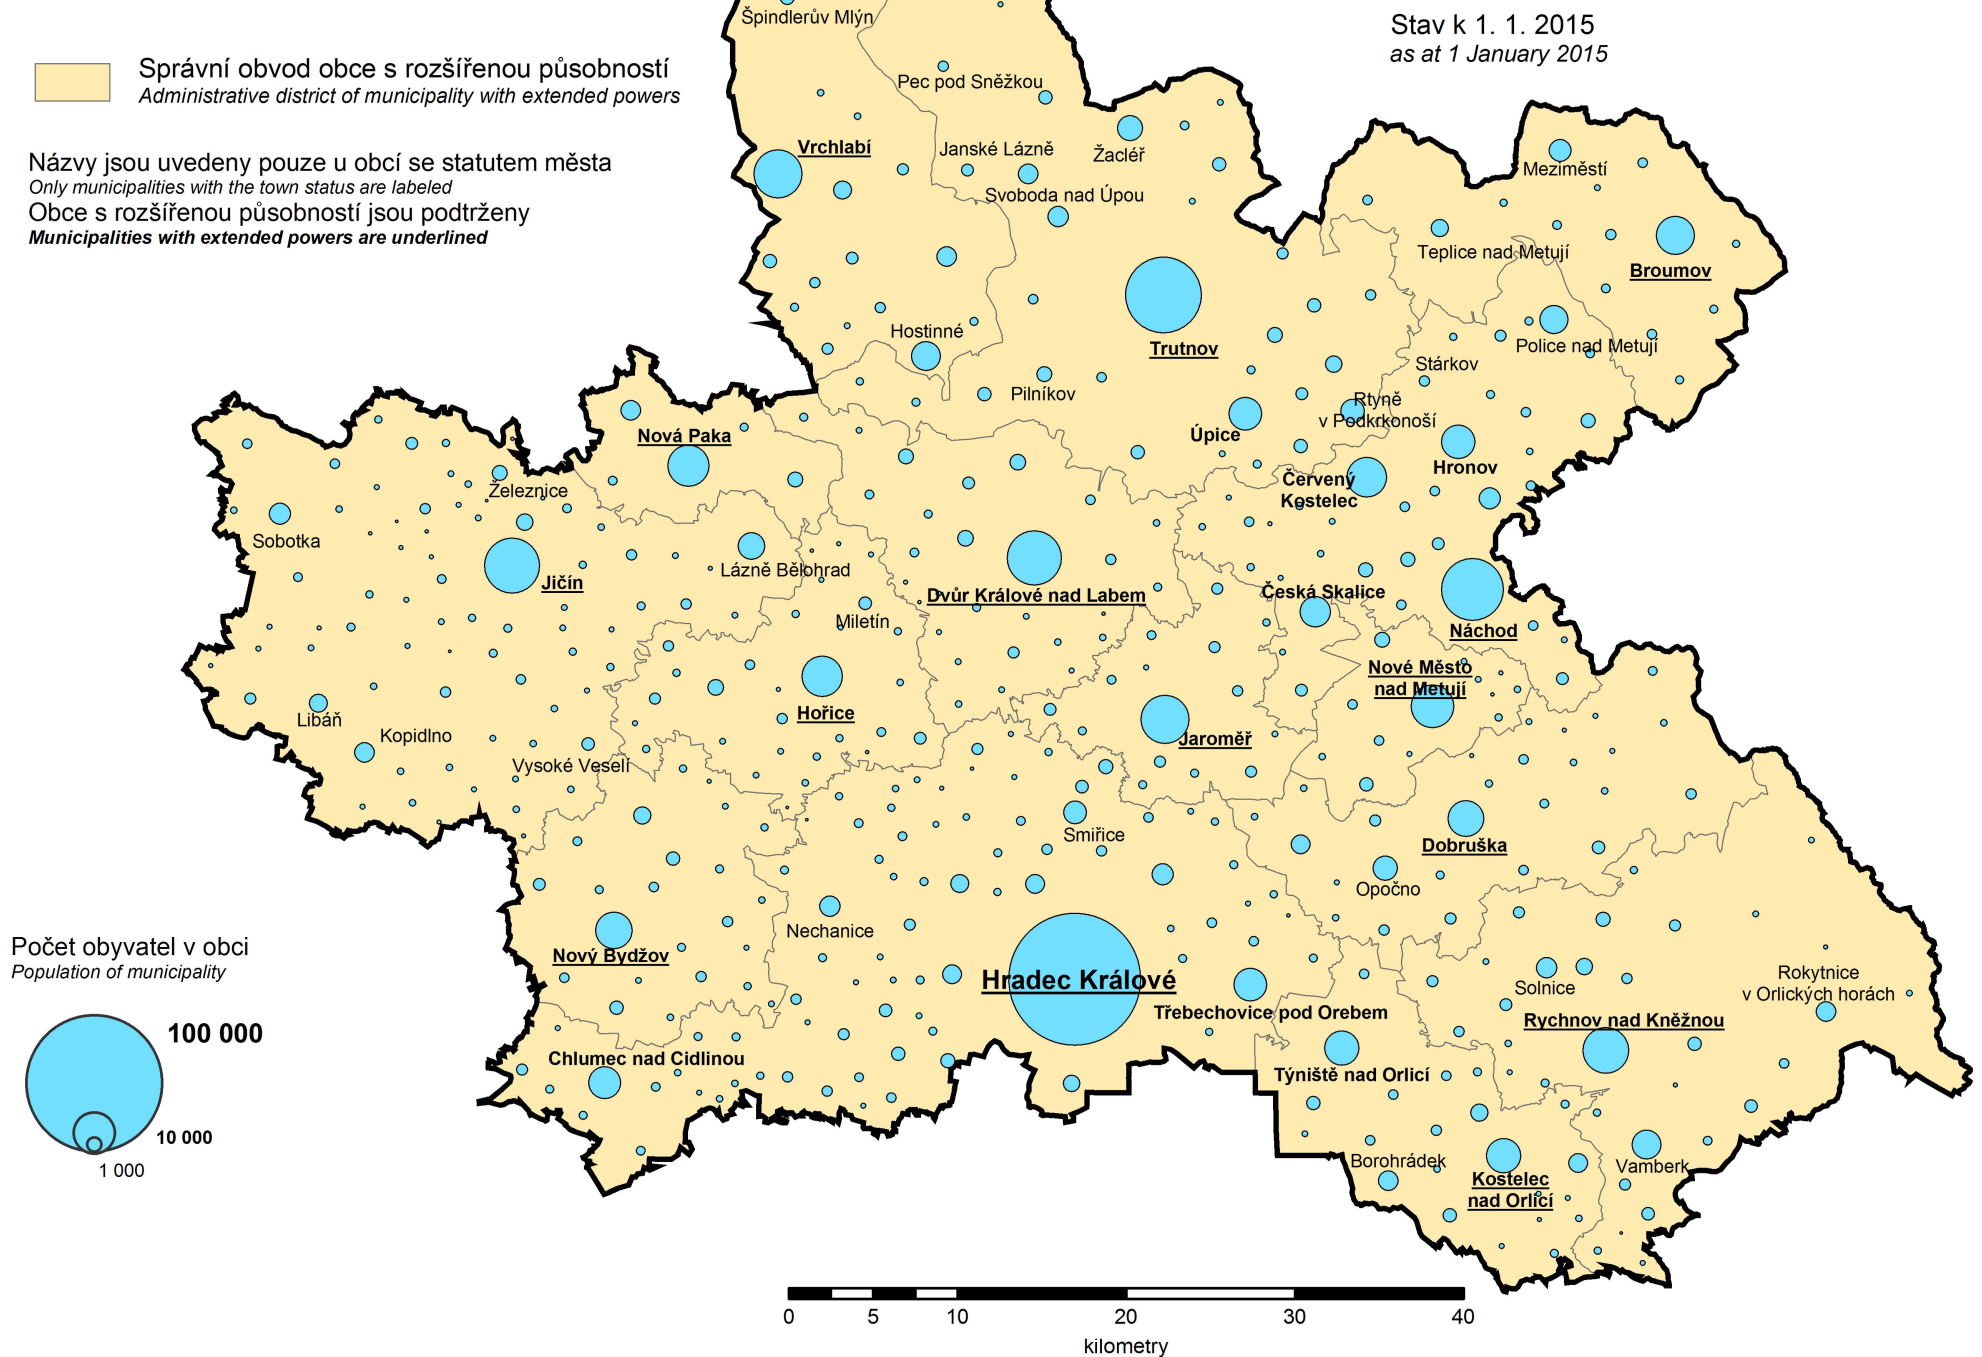 Špindlerův Mlýn
Stav k 1. 1. 2015
as at 1 January 2015
Správní obvod obce s rozšířenou působností
Administrative district of municipality with extended powers
Pec pod Sněžkou
Vrchlabí
Janské Lázně
Žacléř
Svoboda nad Úpou
Meziměstí
Názvy jsou uvedeny pouze u obcí se statutem města
Only municipalities with the town status are labeled
Obce s rozšířenou působností jsou podtrženy
Municipalities with extended powers are underlined
Teplice nad Metují
Broumov
Hostinné
Trutnov
Police nad Metují
Stárkov
Pilníkov
Rtyně
v Podkrkonoší
Úpice
Nová Paka
Hronov
Železnice
Červený
Kostelec
Sobotka
Jičín
Lázně Bělohrad
Dvůr Králové nad Labem
Česká Skalice
Miletín
Náchod
Nové Město
nad Metují
Libáň
Kopidlno
Hořice
Jaroměř
Vysoké Veselí
Smiřice
Dobruška
Opočno
Nechanice
Nový Bydžov
Počet obyvatel v obci
Population of municipality
100 000
10 000
1 000
Hradec Králové
Třebechovice pod Orebem
Solnice
Rokytnice
v Orlických horách
Rychnov nad Kněžnou
Chlumec nad Cidlinou
Týniště nad Orlicí
Borohrádek
Kostelec
nad Orlicí
Vamberk
0 5 10 20 30 40
kilometry